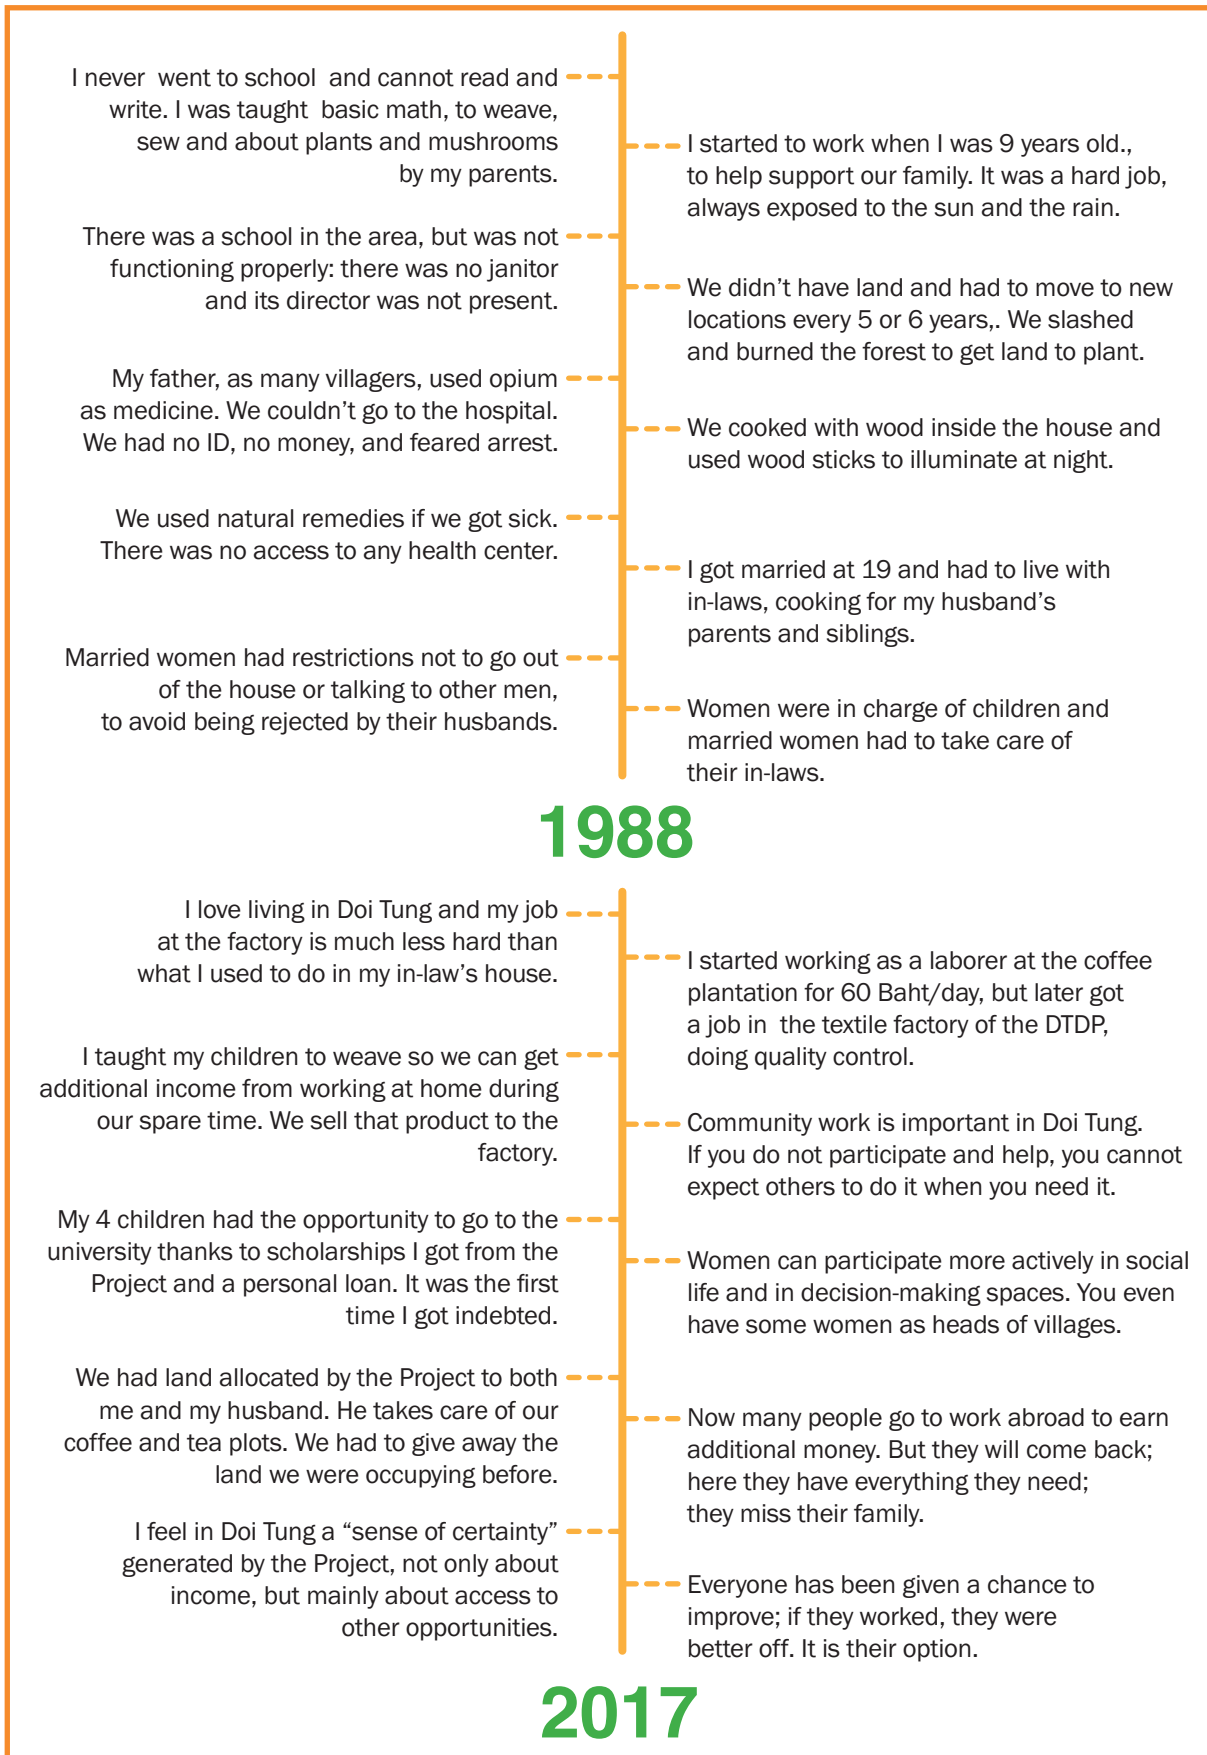 I never  went to school  and cannot read and
write. I was taught  basic math, to weave,
sew and about plants and mushrooms
by my parents.
I started to work when I was 9 years old.,
to help support our family. It was a hard job,
always exposed to the sun and the rain.
There was a school in the area, but was not
functioning properly: there was no janitor
and its director was not present.
We didn’t have land and had to move to new
locations every 5 or 6 years,. We slashed
and burned the forest to get land to plant.
My father, as many villagers, used opium
as medicine. We couldn’t go to the hospital.
We had no ID, no money, and feared arrest.
We cooked with wood inside the house and
used wood sticks to illuminate at night.
We used natural remedies if we got sick.
There was no access to any health center.
I got married at 19 and had to live with
in-laws, cooking for my husband’s
parents and siblings.
Married women had restrictions not to go out
of the house or talking to other men,
to avoid being rejected by their husbands.
Women were in charge of children and
married women had to take care of
their in-laws.
1988
I love living in Doi Tung and my job
at the factory is much less hard than
what I used to do in my in-law’s house.
I started working as a laborer at the coffee
plantation for 60 Baht/day, but later got
a job in  the textile factory of the DTDP,
doing quality control.
I taught my children to weave so we can get
additional income from working at home during
our spare time. We sell that product to the
factory.
Community work is important in Doi Tung.
If you do not participate and help, you cannot
expect others to do it when you need it.
My 4 children had the opportunity to go to the
university thanks to scholarships I got from the
Project and a personal loan. It was the first
time I got indebted.
Women can participate more actively in social
life and in decision-making spaces. You even
have some women as heads of villages.
We had land allocated by the Project to both
me and my husband. He takes care of our
coffee and tea plots. We had to give away the
land we were occupying before.
Now many people go to work abroad to earn
additional money. But they will come back;
here they have everything they need;
they miss their family.
I feel in Doi Tung a “sense of certainty”
generated by the Project, not only about
income, but mainly about access to
other opportunities.
Everyone has been given a chance to
improve; if they worked, they were
better off. It is their option.
2017